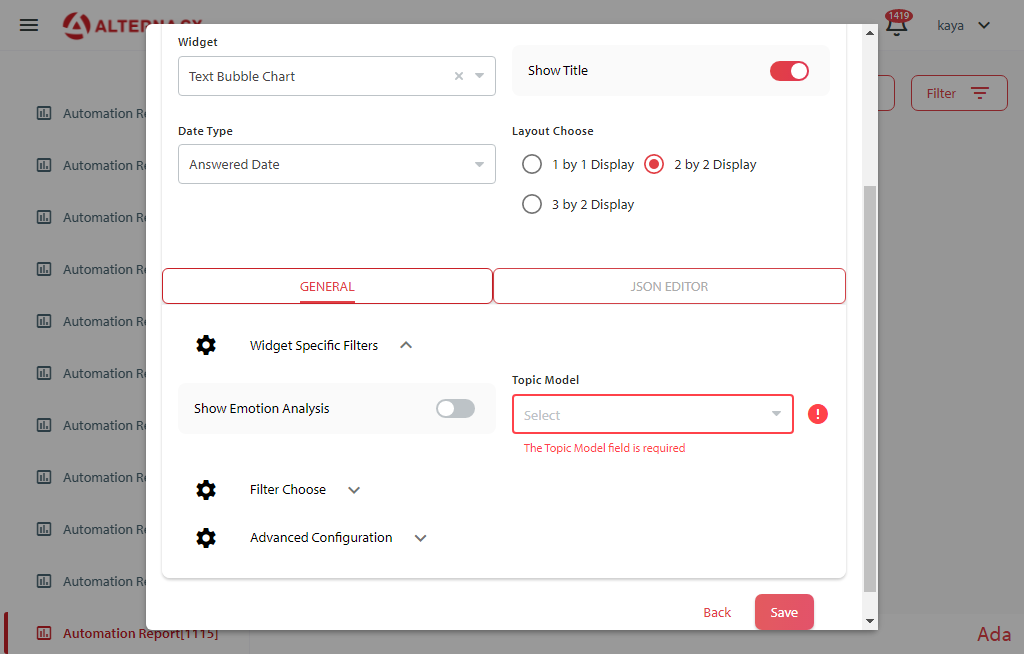 ALTERNACX
1419
kaya
Widget
Text Bubble Chart
Show Title
Filter
Date Type
Answered Date
Layout Choose
1 by 1 Display
2 by 2 Display
3 by 2 Display
GENERAL
JSON EDITOR
Widget Specific Filters
Show Emotion Analysis
Topic Model
Select
!
The Topic Model field is required
Filter Choose
Advanced Configuration
Back
Save
Automation Re
Automation Re
Automation Re
Automation Re
Automation Re
Automation Re
Automation Re
Automation Re
Automation Re
Automation Re
Automation Report[1115]
Ada